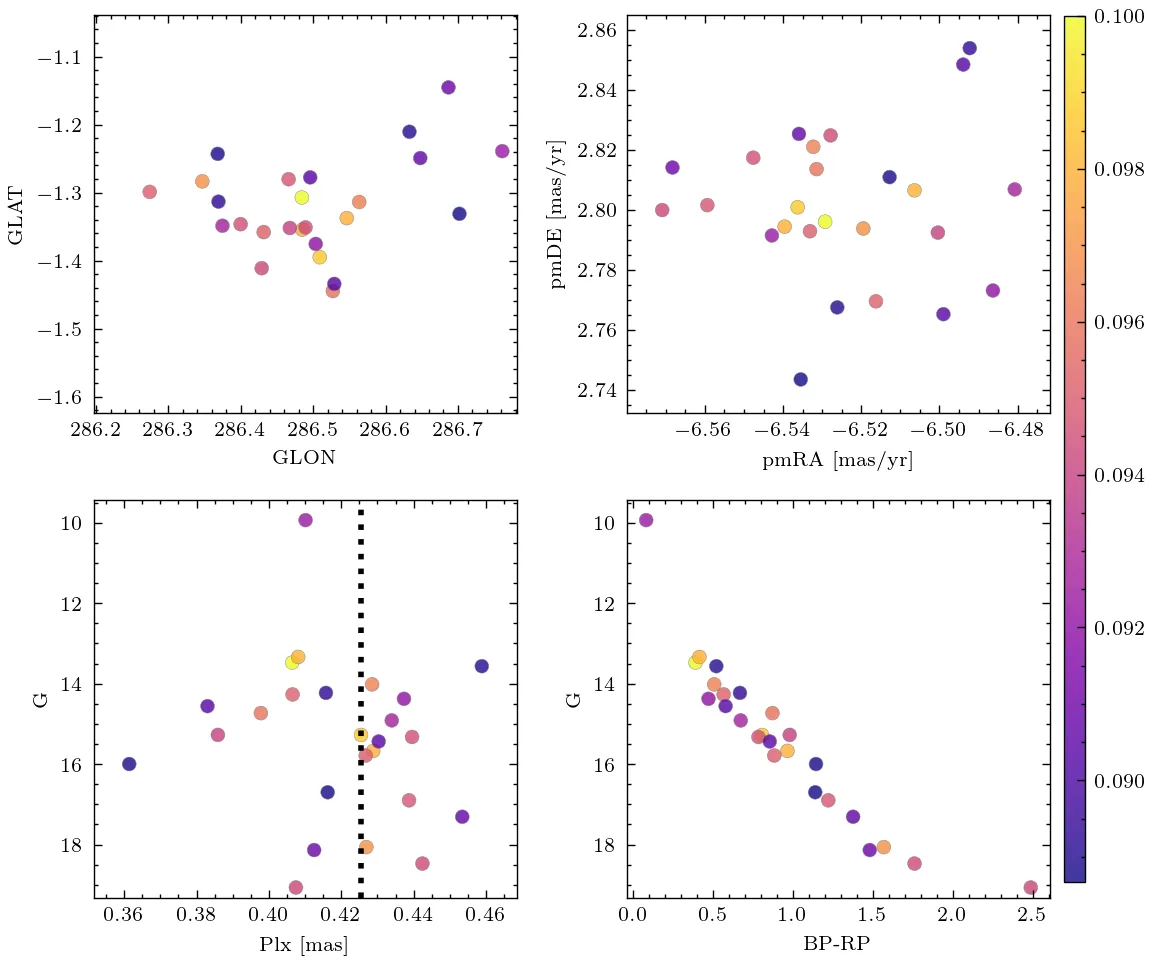 −1.1
−1.2
−1.3
−1.4
−1.5
−1.6
GLAT
286.2 286.3 286.4 286.5 286.6 286.7
GLON
2.86
2.84
2.82
2.80
2.78
2.76
2.74
pmDE [mas/yr]
−6.56 −6.54 −6.52 −6.50 −6.48
pmRA [mas/yr]
10
12
14
16
18
G
0.36 0.38 0.40 0.42 0.44 0.46
Plx [mas]
10
12
14
16
18
G
0.0 0.5 1.0 1.5 2.0 2.5
BP-RP
0.100
0.098
0.096
0.094
0.092
0.090